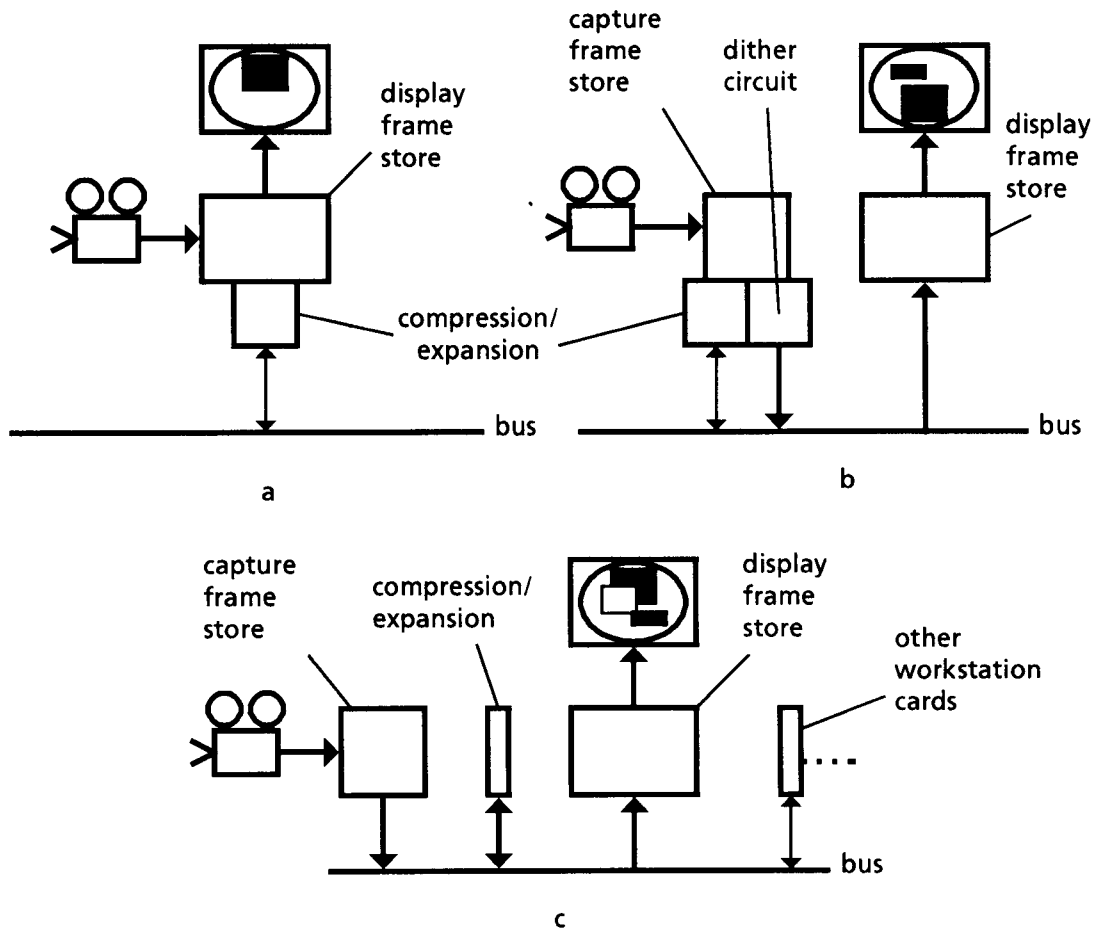 display
frame
store
compression/
expansion
bus
a
capture
frame
store
dither
circuit
display
frame
store
bus
b
capture
frame
store
compression/
expansion
display
frame
store
other
workstation
cards
bus
c